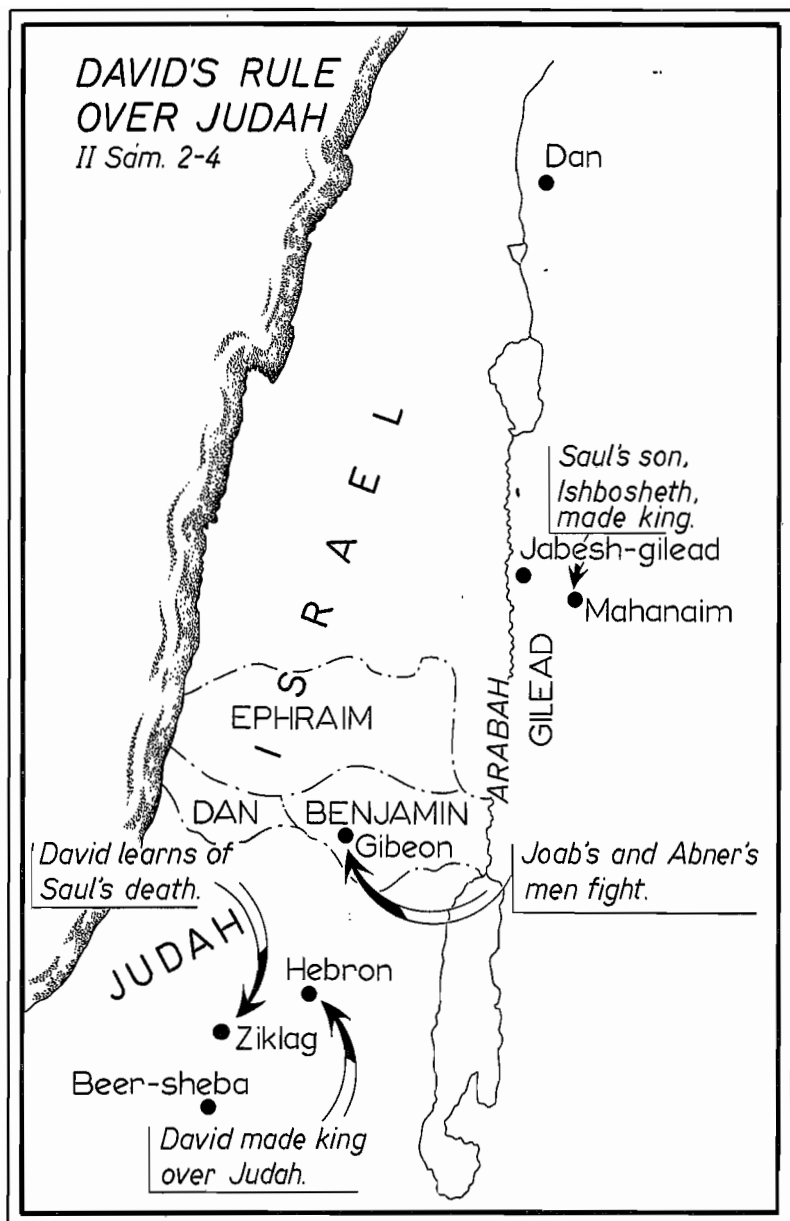 DAVID'S RULE
OVER JUDAH
II Sam. 2-4
Dan
ISRAEL
Saul's son,
Ishbosheth,
made king.
Jabesh-gilead
Mahanaim
GILEAD
ARABAH
EPHRAIM
DAN
BENJAMIN
Gibeon
David learns of
Saul's death.
Joab's and Abner's
men fight.
JUDAH
Hebron
Ziklag
Beer-sheba
David made king
over Judah.